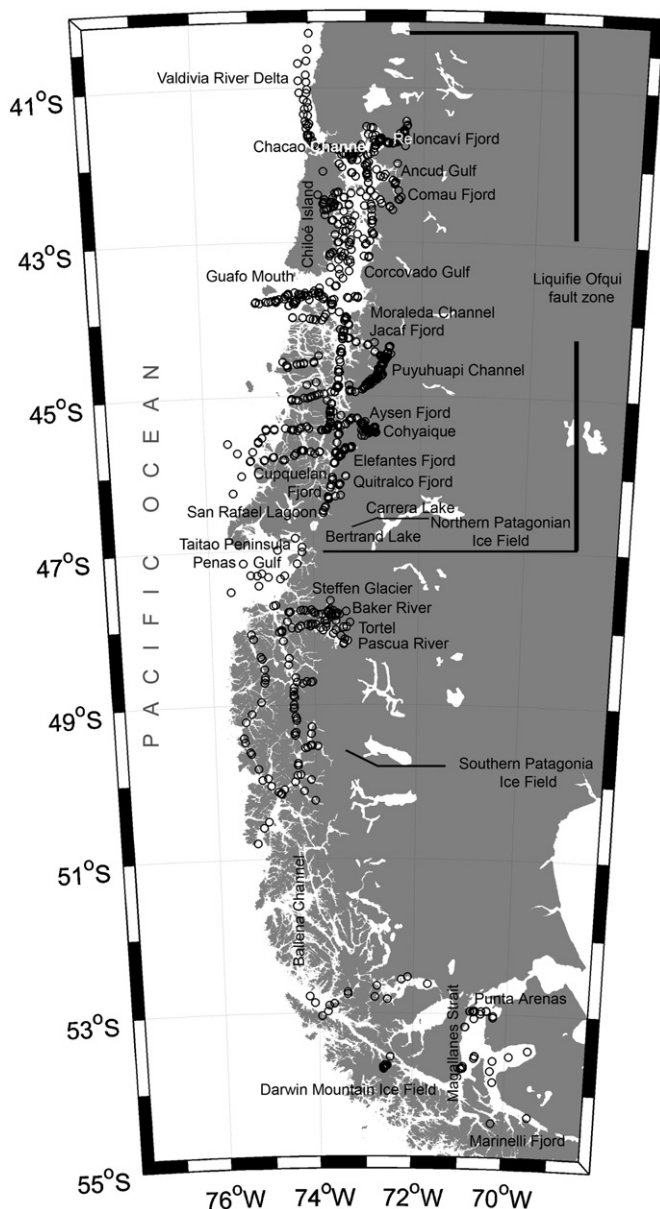 41°S
43°S
45°S
47°S
49°S
51°S
53°S
55°S
76°W
74°W
72°W
70°W
PACIFIC OCEAN
Valdivia River Delta
Chacao Channel
Reloncaví Fjord
Ancud Gulf
Comau Fjord
Chiloé Island
Guafo Mouth
Corcovado Gulf
Liquifie Ofqui
fault zone
Moraleda Channel
Jacaf Fjord
Puyuhuapi Channel
Aysen Fjord
Cohyaique
Elefantes Fjord
Cupquelan
Fjord
Quitralco Fjord
San Rafael Lagoon
Carrera Lake
Northern Patagonian
Ice Field
Bertrand Lake
Taitao Peninsula
Penas Gulf
Steffen Glacier
Baker River
Tortel
Pascua River
Southern Patagonia
Ice Field
Ballena Channel
Punta Arenas
Magallanes Strait
Darwin Mountain Ice Field
Marinelli Fjord